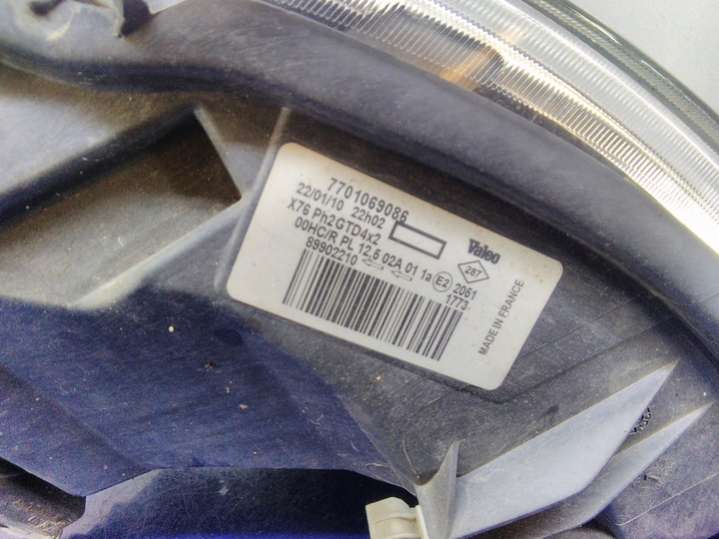 7701069086
22/01/10 22h02
X76 Ph2GTD4x2
Valeo
00HC/R PL 12,5 02A 01 1a E2 2051
1773
89902210
287
MADE IN FRANCE